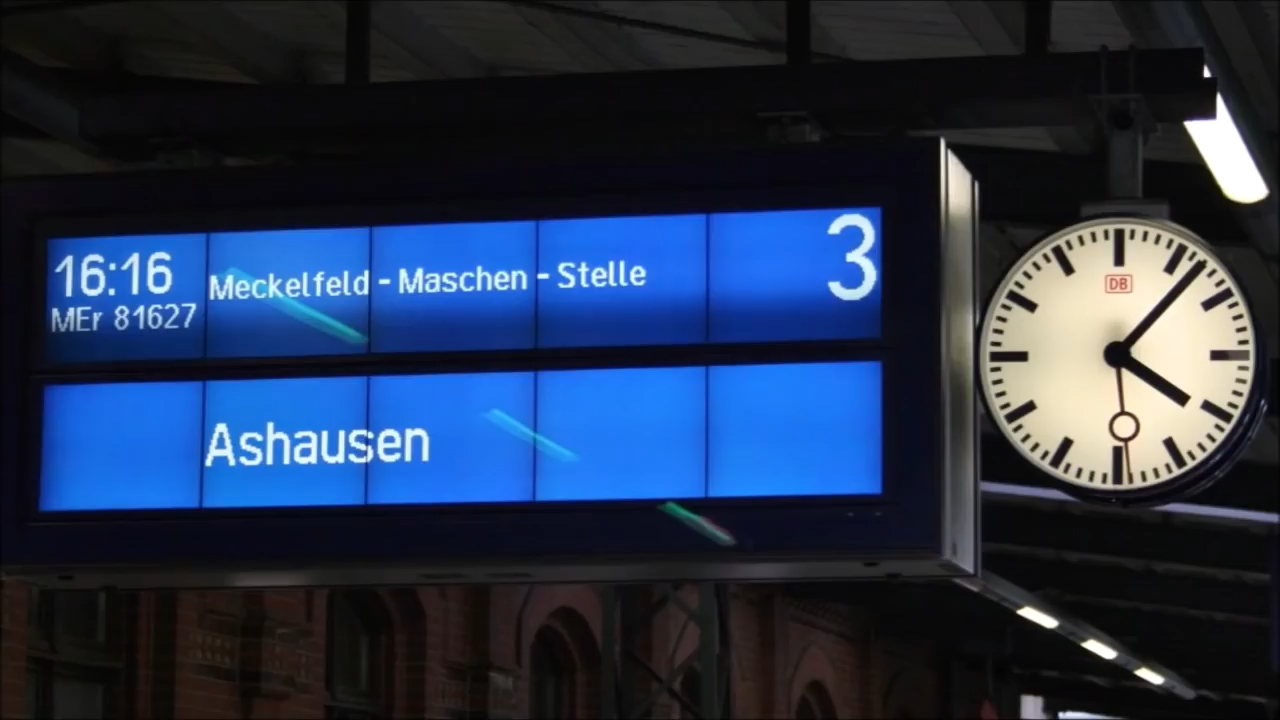 16:16
Meckelfeld - Maschen - Stelle
3
MEr 81627
Ashausen
DB